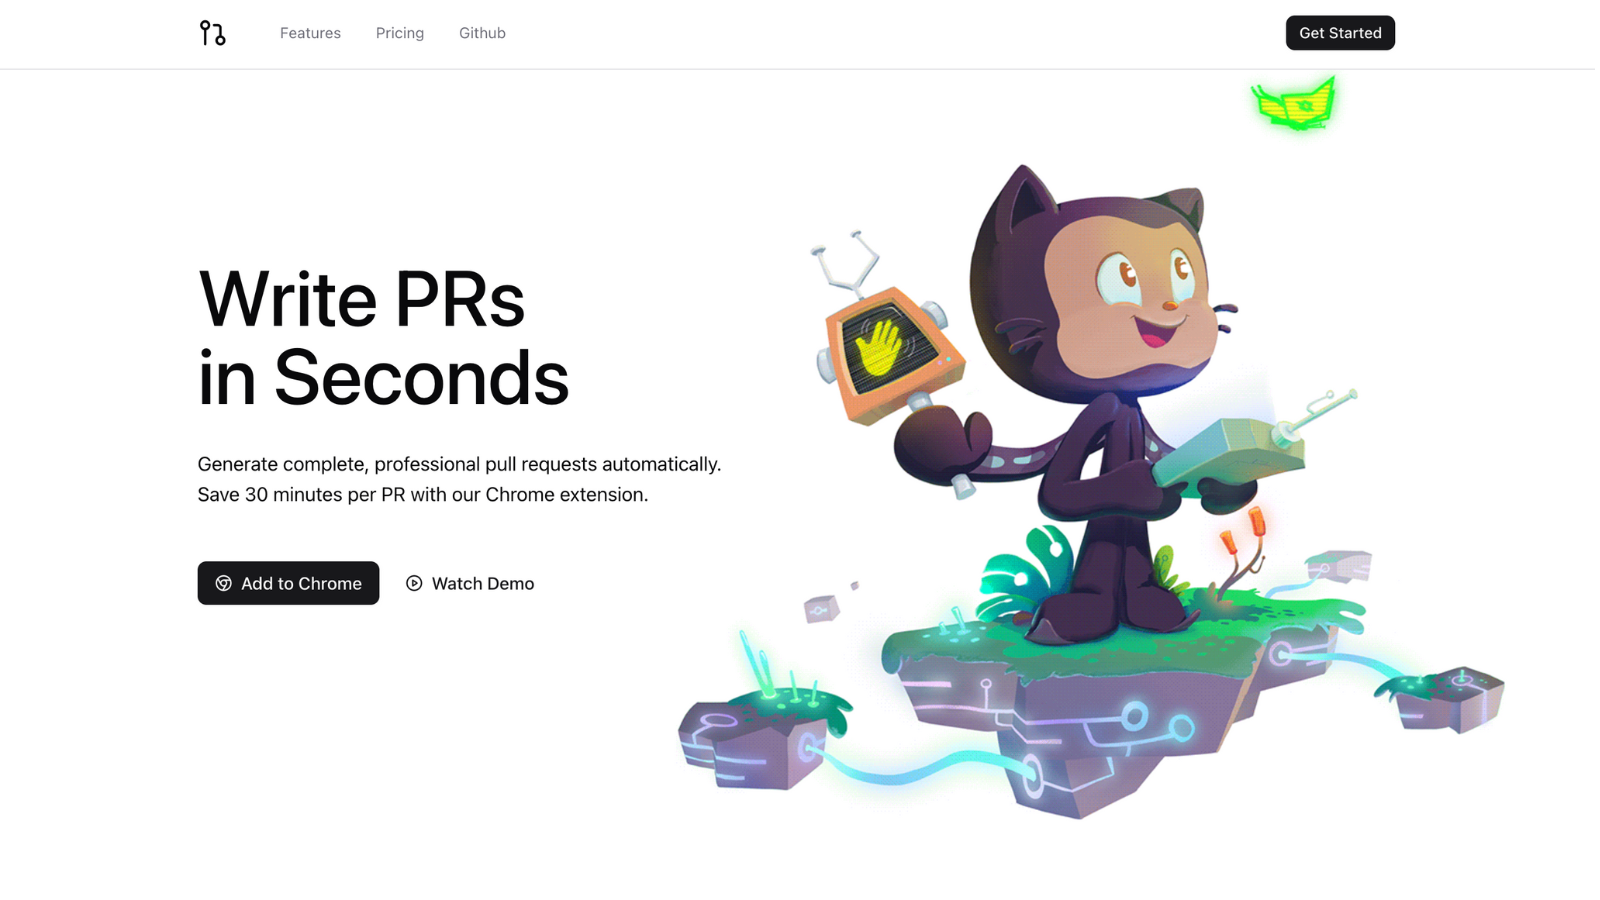 Features
Pricing
Github
Get Started
Write PRs
in Seconds
Generate complete, professional pull requests automatically.
Save 30 minutes per PR with our Chrome extension.
Add to Chrome
Watch Demo